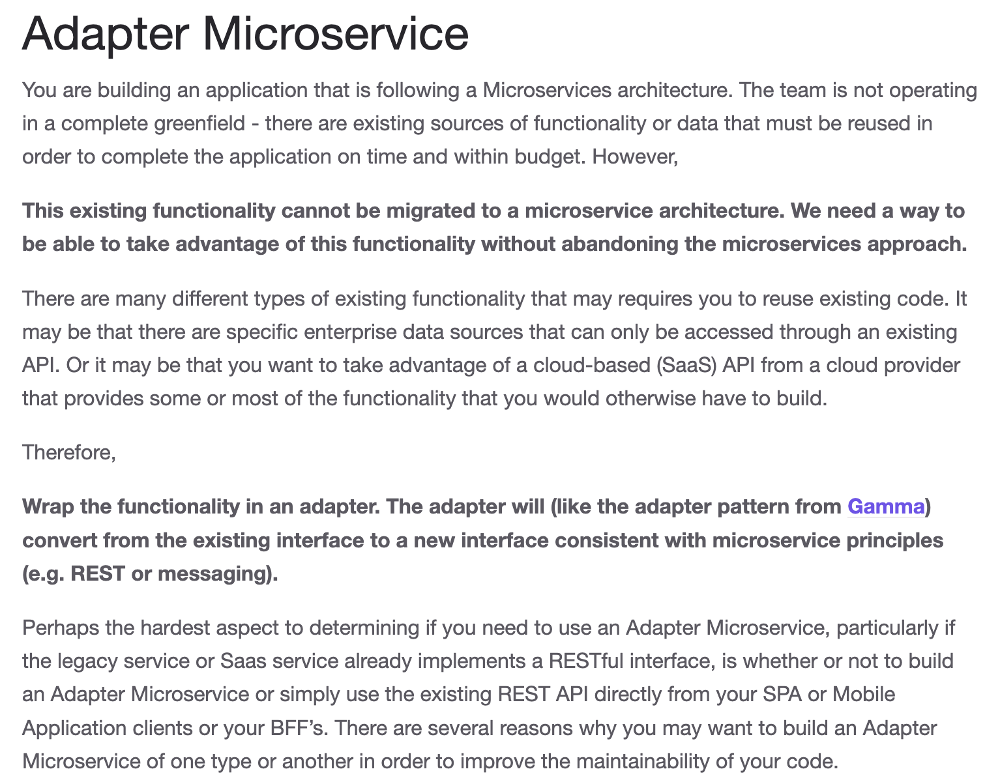 Adapter Microservice
You are building an application that is following a Microservices architecture. The team is not operating
in a complete greenfield - there are existing sources of functionality or data that must be reused in
order to complete the application on time and within budget. However,
This existing functionality cannot be migrated to a microservice architecture. We need a way to
be able to take advantage of this functionality without abandoning the microservices approach.
There are many different types of existing functionality that may requires you to reuse existing code. It
may be that there are specific enterprise data sources that can only be accessed through an existing
API. Or it may be that you want to take advantage of a cloud-based (SaaS) API from a cloud provider
that provides some or most of the functionality that you would otherwise have to build.
Therefore,
Wrap the functionality in an adapter. The adapter will (like the adapter pattern from Gamma)
convert from the existing interface to a new interface consistent with microservice principles
(e.g. REST or messaging).
Perhaps the hardest aspect to determining if you need to use an Adapter Microservice, particularly if
the legacy service or Saas service already implements a RESTful interface, is whether or not to build
an Adapter Microservice or simply use the existing REST API directly from your SPA or Mobile
Application clients or your BFF’s. There are several reasons why you may want to build an Adapter
Microservice of one type or another in order to improve the maintainability of your code.